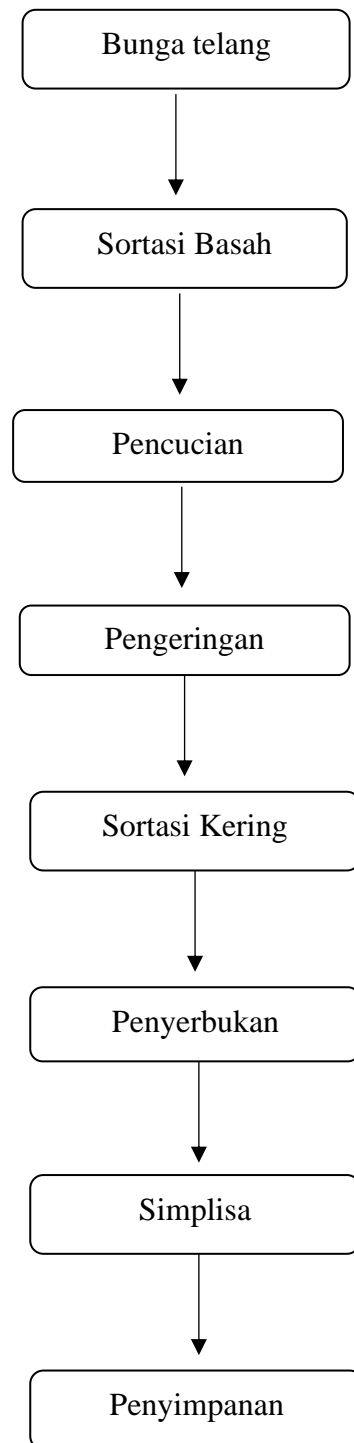 Bunga telang
Sortasi Basah
Pencucian
Pengeringan
Sortasi Kering
Penyerbukan
Simplisa
Penyimpanan